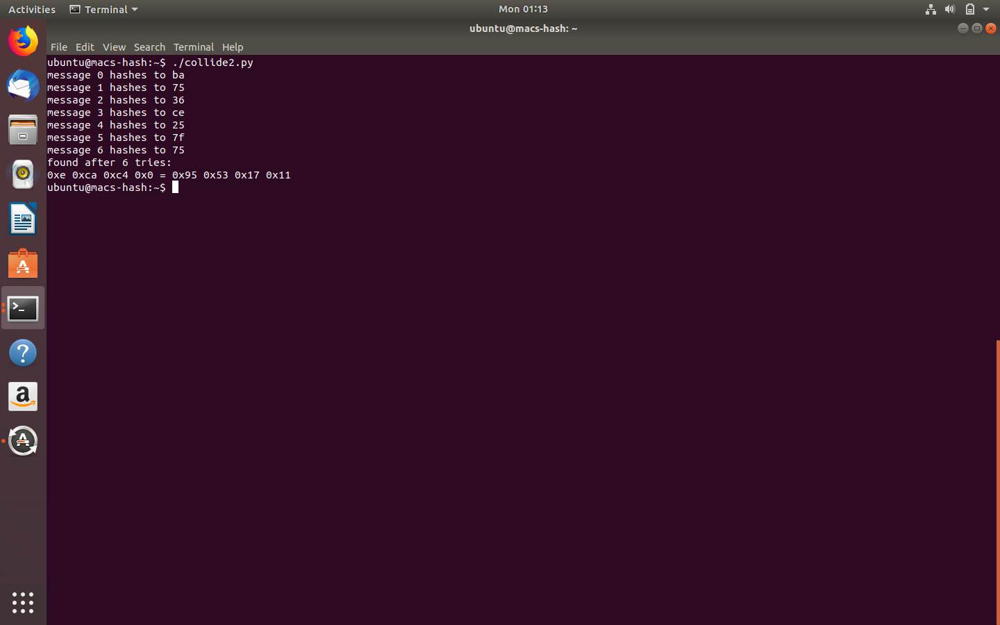 Activities Terminal Mon 01:13
ubuntu@macs-hash: ~
File Edit View Search Terminal Help
ubuntu@macs-hash:~$ ./collide2.py
message 0 hashes to ba
message 1 hashes to 75
message 2 hashes to 36
message 3 hashes to ce
message 4 hashes to 25
message 5 hashes to 7f
message 6 hashes to 75
found after 6 tries:
0xe 0xca 0xc4 0x0 = 0x95 0x53 0x17 0x11
ubuntu@macs-hash:~$